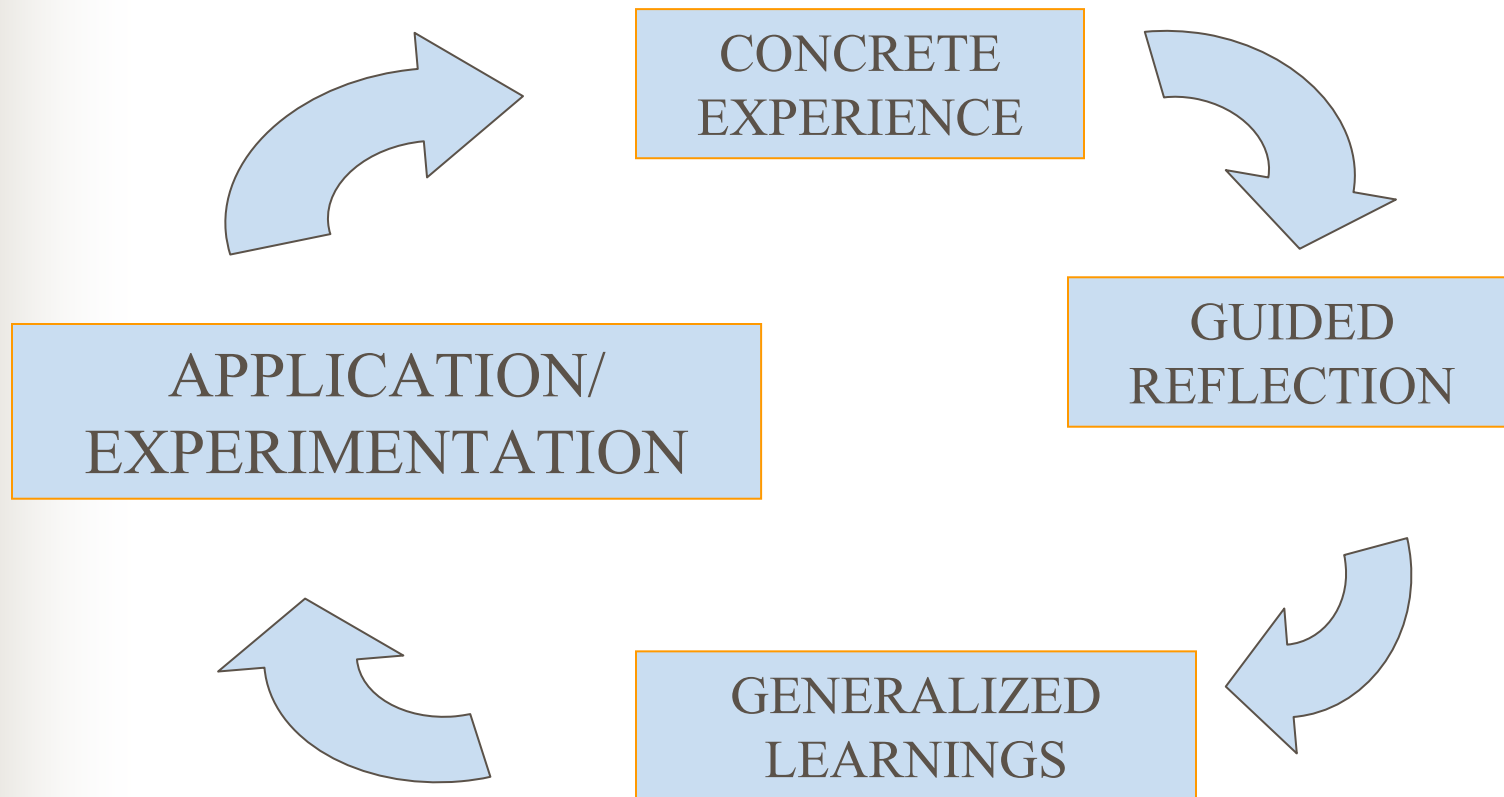 CONCRETE
EXPERIENCE
GUIDED
REFLECTION
APPLICATION/
EXPERIMENTATION
GENERALIZED
LEARNINGS